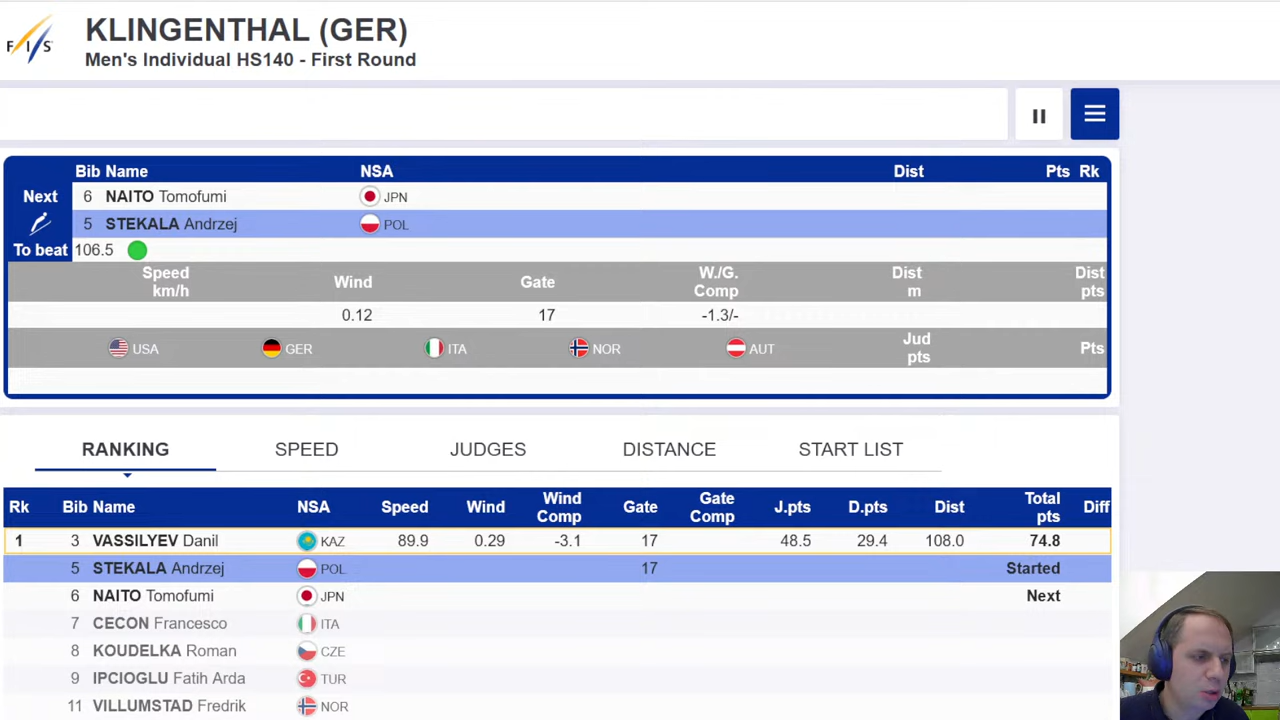 FIS
KLINGENTHAL (GER)
Men's Individual HS140 - First Round
Bib Name NSA Dist Pts Rk
Next 6 NAITO Tomofumi JPN
5 STEKALA Andrzej POL
To beat 106.5
Speed km/h Wind Gate W./G. Comp Dist m Dist pts
0.12 17 -1.3/-
USA GER ITA NOR AUT Jud pts Pts
RANKING SPEED JUDGES DISTANCE START LIST
Rk Bib Name NSA Speed Wind Wind Comp Gate Gate Comp J.pts D.pts Dist Total pts Diff
1 3 VASSILYEV Danil KAZ 89.9 0.29 -3.1 17 48.5 29.4 108.0 74.8
5 STEKALA Andrzej POL 17 Started
6 NAITO Tomofumi JPN Next
7 CECON Francesco ITA
8 KOUDELKA Roman CZE
9 IPCIOGLU Fatih Arda TUR
11 VILLUMSTAD Fredrik NOR